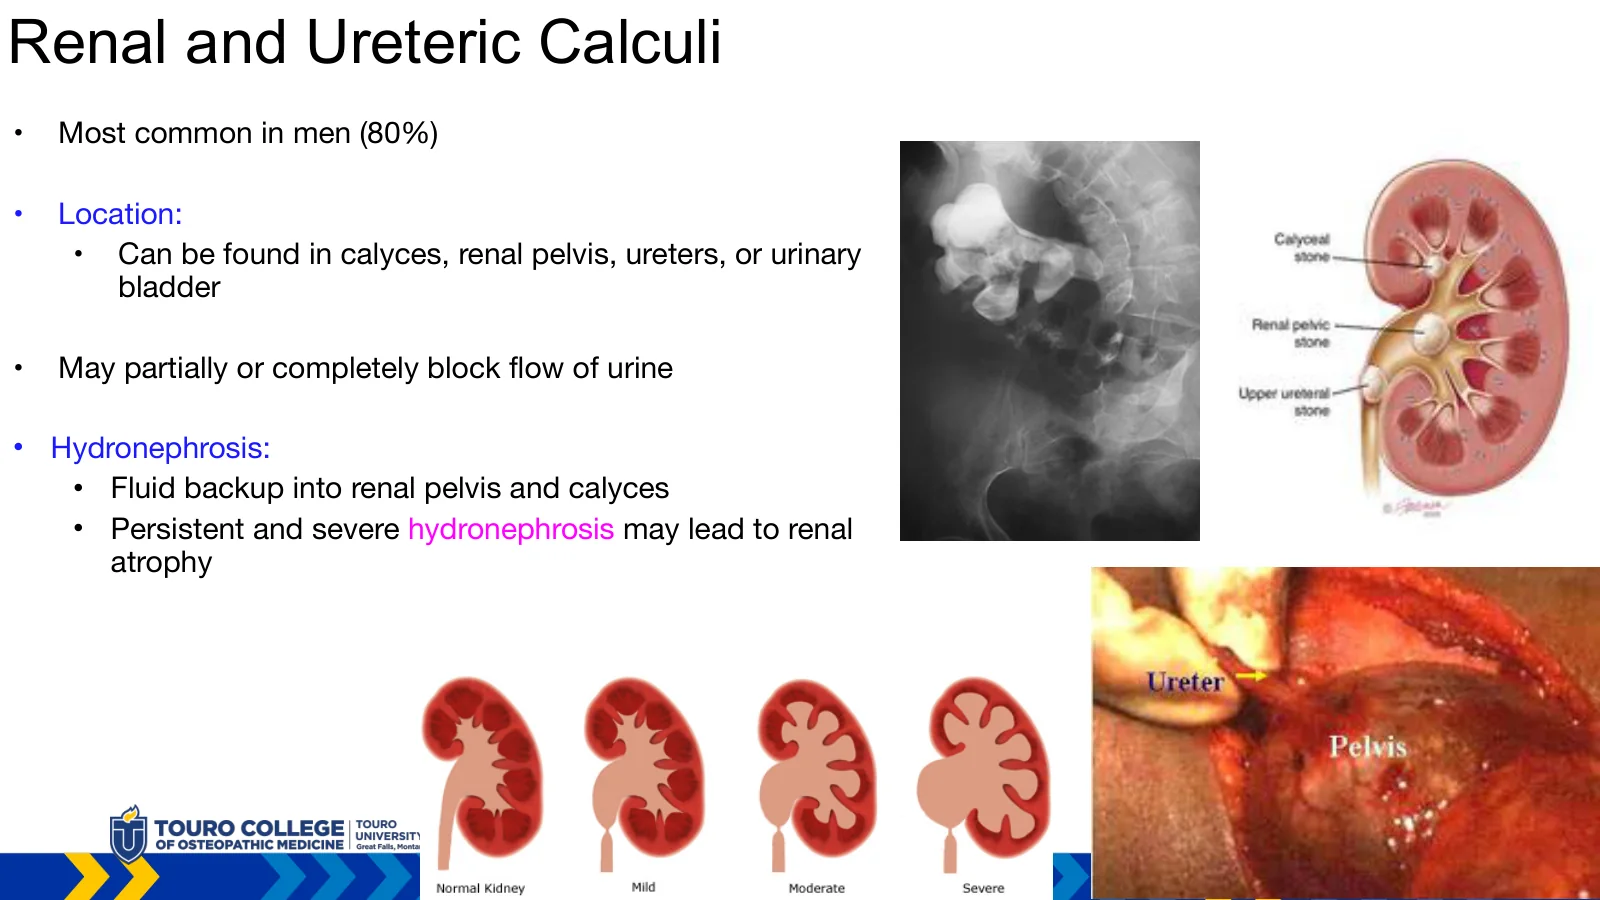 Renal and Ureteric Calculi
• Most common in men (80%)
• Location:
• Can be found in calyces, renal pelvis, ureters, or urinary
bladder
• May partially or completely block flow of urine
• Hydronephrosis:
• Fluid backup into renal pelvis and calyces
• Persistent and severe hydronephrosis may lead to renal
atrophy
Calyceal
stone
Renal pelvic
stone
Upper ureteral
stone
Ureter
Pelvis
Normal Kidney
Mild
Moderate
Severe
TOURO COLLEGE
OF OSTEOPATHIC MEDICINE
TOURO
UNIVERSITY
Great Falls, Montan